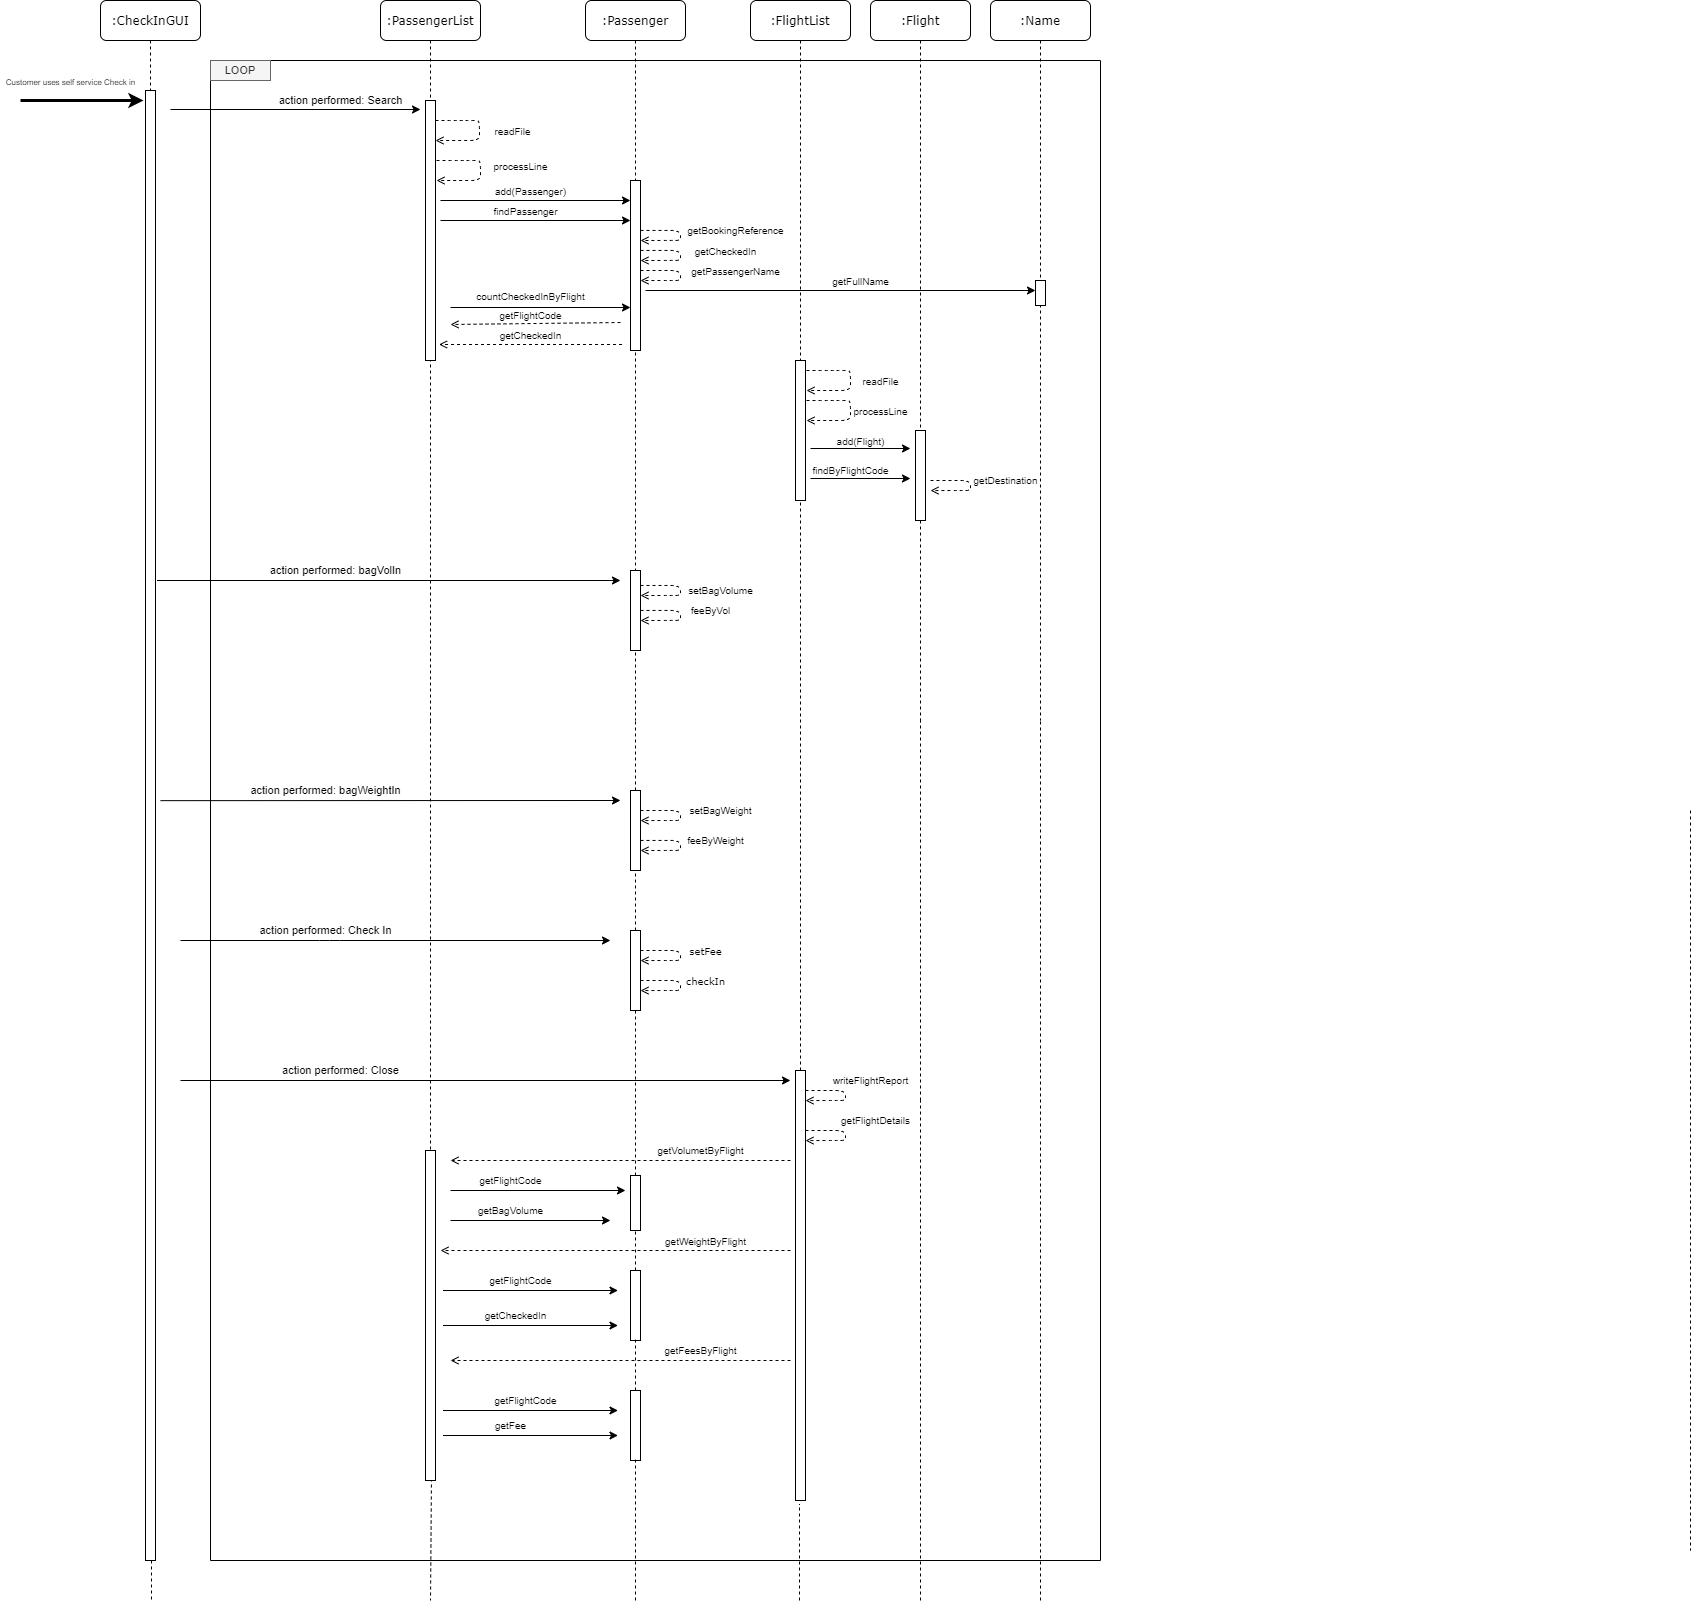 :CheckInGUI
:PassengerList
:Passenger
:FlightList
:Flight
:Name
LOOP
Customer uses self service Check in
action performed: Search
readFile
processLine
add(Passenger)
findPassenger
getBookingReference
getCheckedIn
getPassengerName
getFullName
countCheckedInByFlight
getFlightCode
getCheckedIn
readFile
processLine
add(Flight)
findByFlightCode
getDestination
action performed: bagVolIn
setBagVolume
feeByVol
action performed: bagWeightIn
setBagWeight
feeByWeight
action performed: Check In
setFee
checkIn
action performed: Close
writeFlightReport
getFlightDetails
getVolumetByFlight
getFlightCode
getBagVolume
getWeightByFlight
getFlightCode
getCheckedIn
getFeesByFlight
getFlightCode
getFee